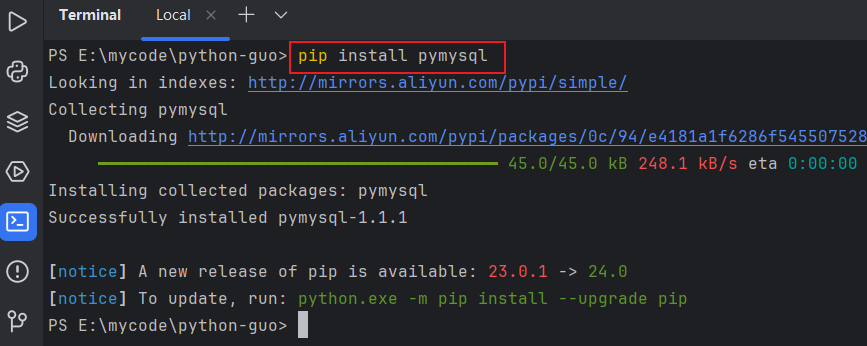 Terminal Local
PS E:\mycode\python-guo> pip install pymysql
Looking in indexes: http://mirrors.aliyun.com/pypi/simple/
Collecting pymysql
Downloading http://mirrors.aliyun.com/pypi/packages/0c/94/e4181a1f6286f545507528
45.0/45.0 kB 248.1 kB/s eta 0:00:00
Installing collected packages: pymysql
Successfully installed pymysql-1.1.1
[notice] A new release of pip is available: 23.0.1 -> 24.0
[notice] To update, run: python.exe -m pip install --upgrade pip
PS E:\mycode\python-guo>